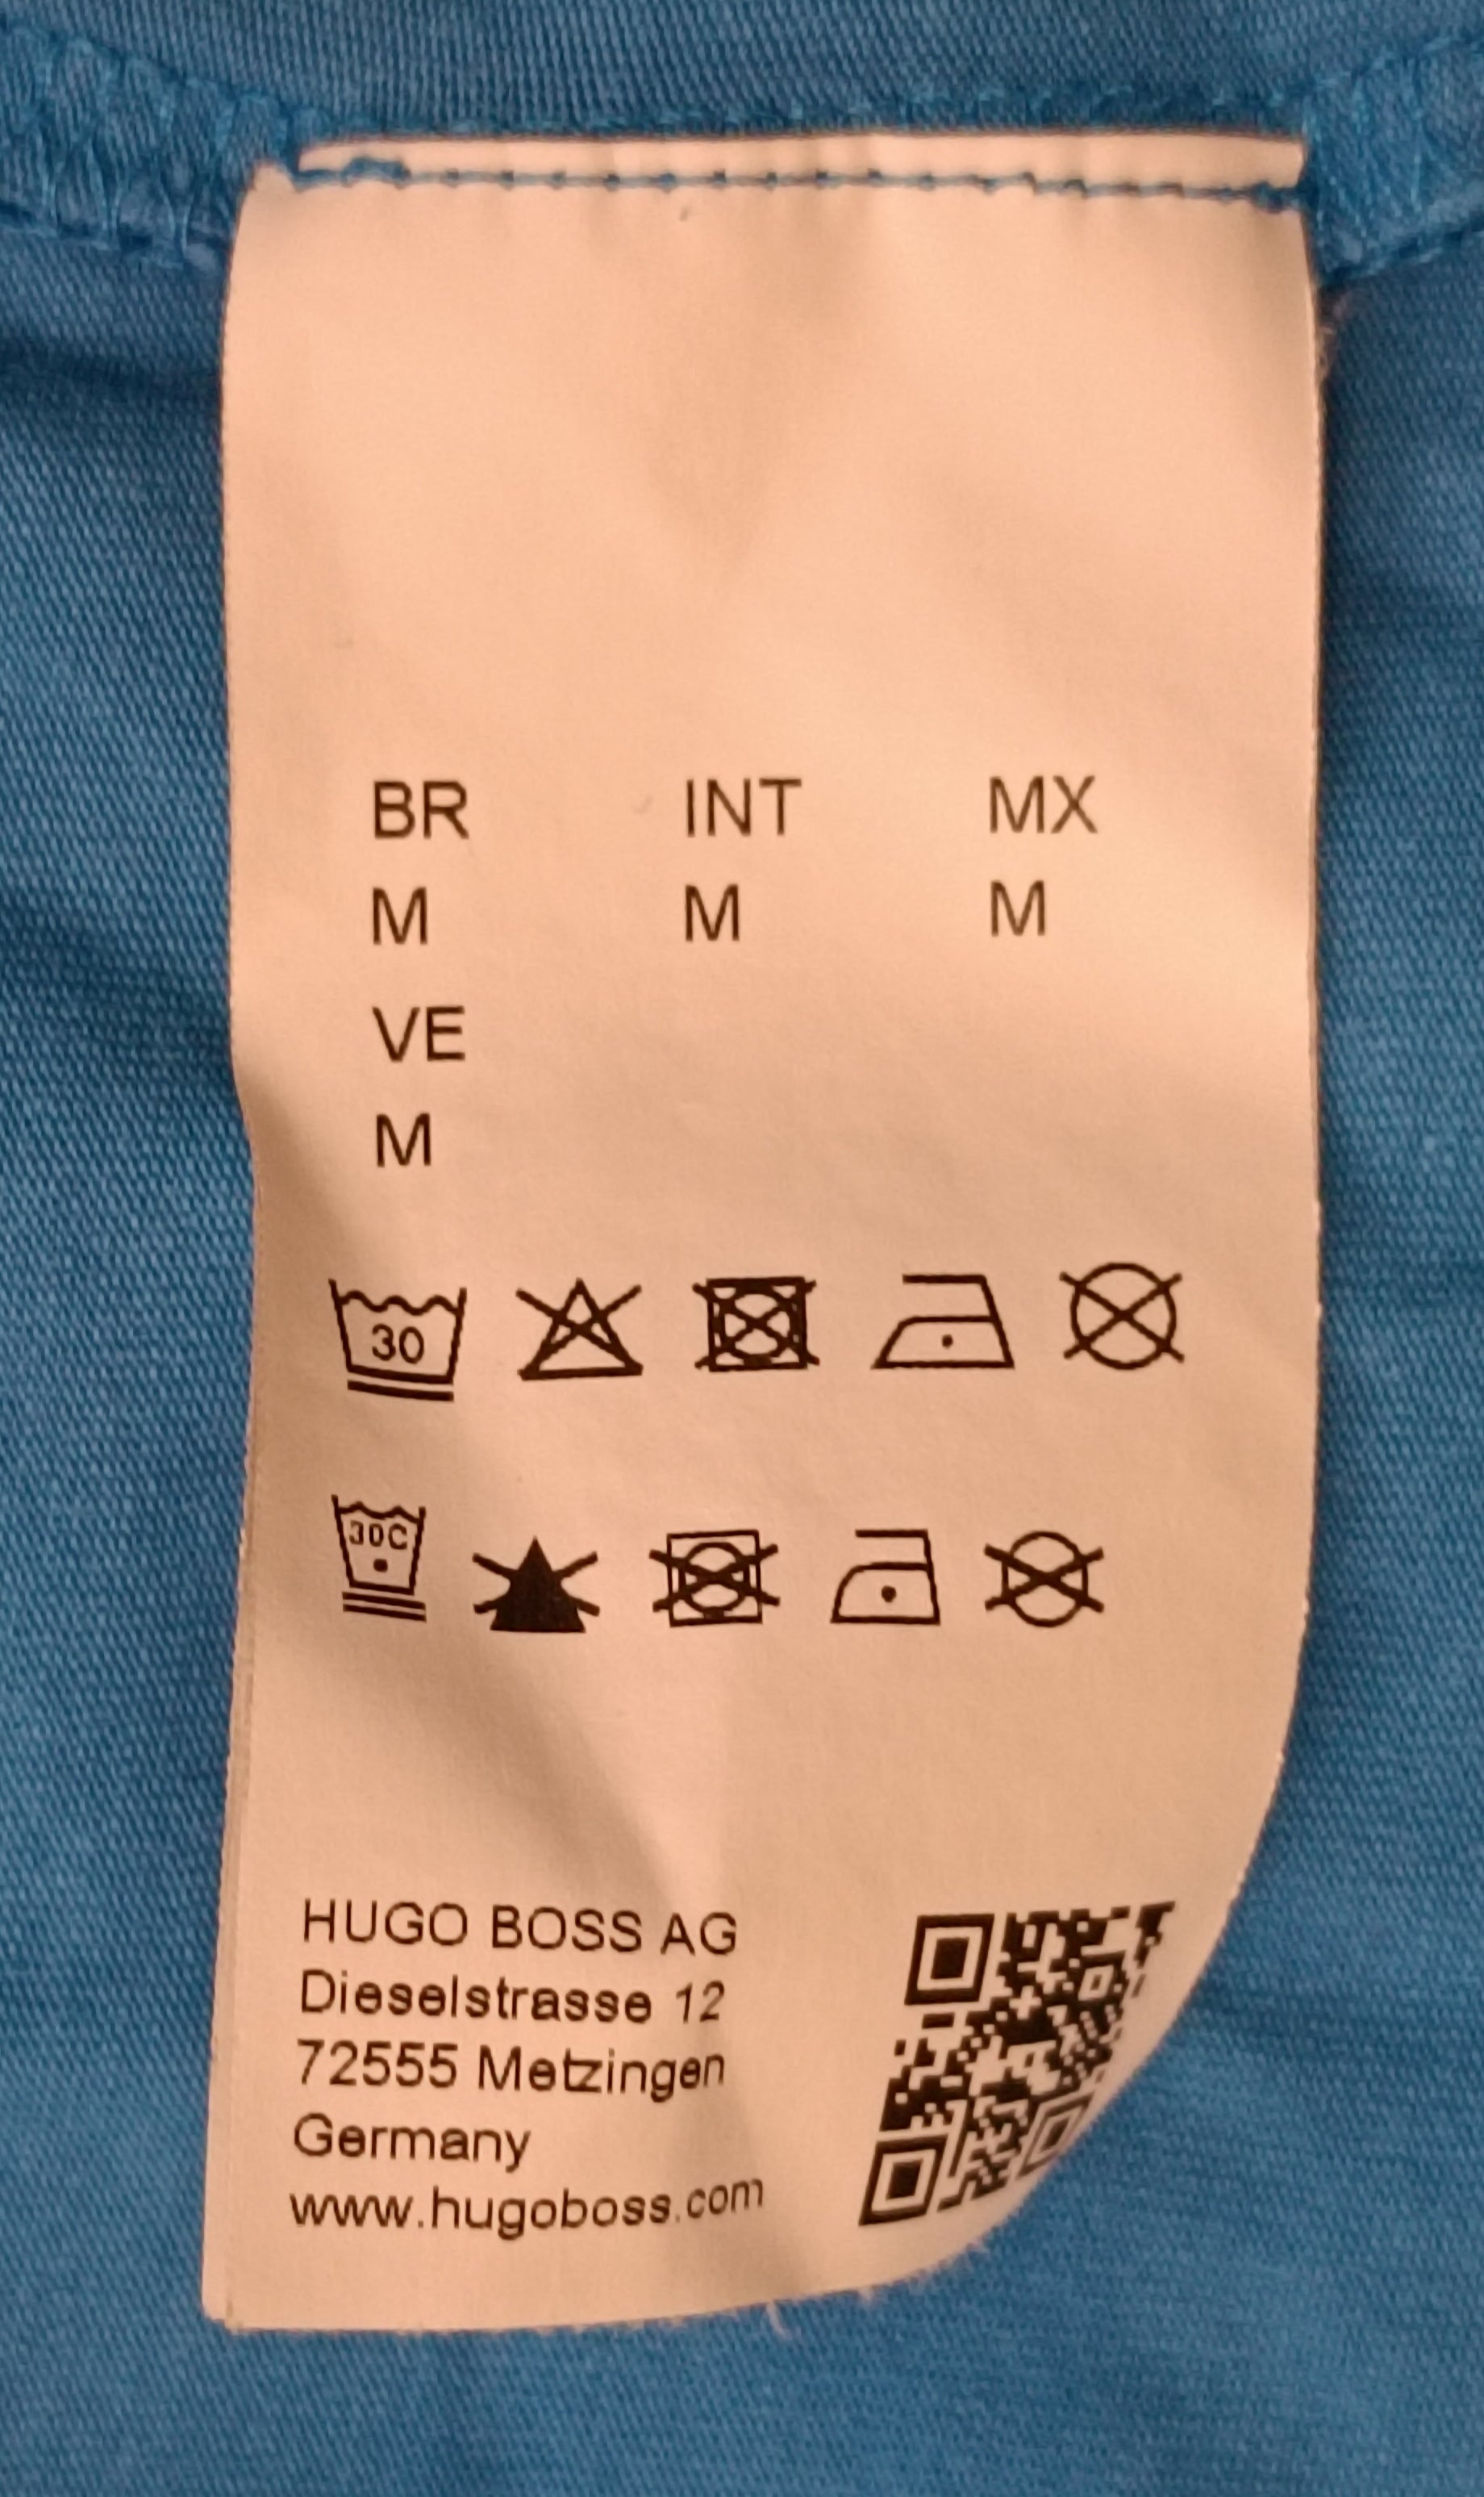 BR INT MX
M M M
VE
M
30
30C
HUGO BOSS AG
Dieselstrasse 12
72555 Metzingen
Germany
www.hugoboss.com